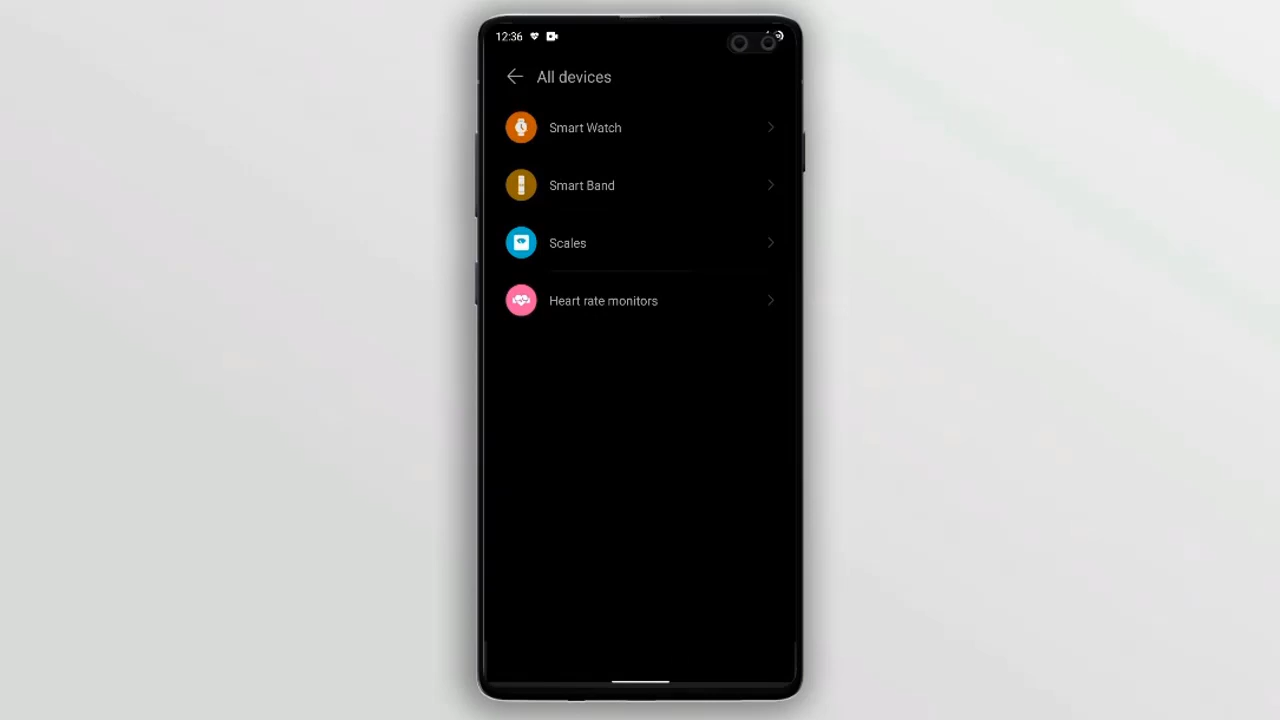 12:36
All devices
Smart Watch
Smart Band
Scales
Heart rate monitors